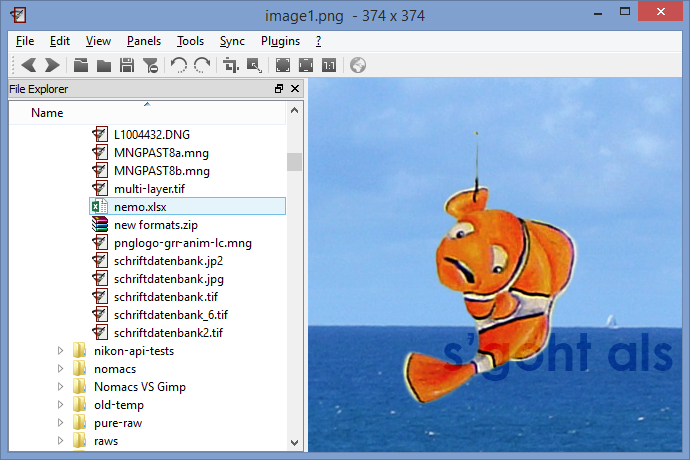 image1.png - 374 x 374
File Edit View Panels Tools Sync Plugins ?
1:1
File Explorer
Name
L1004432.DNG
MNGPAST8a.mng
MNGPAST8b.mng
multi-layer.tif
nemo.xlsx
new formats.zip
pnglogo-grr-anim-lc.mng
schriftdatenbank.jp2
schriftdatenbank.jpg
schriftdatenbank.tif
schriftdatenbank_6.tif
schriftdatenbank2.tif
nikon-api-tests
nomacs
Nomacs VS Gimp
old-temp
pure-raw
raws
s'goht als